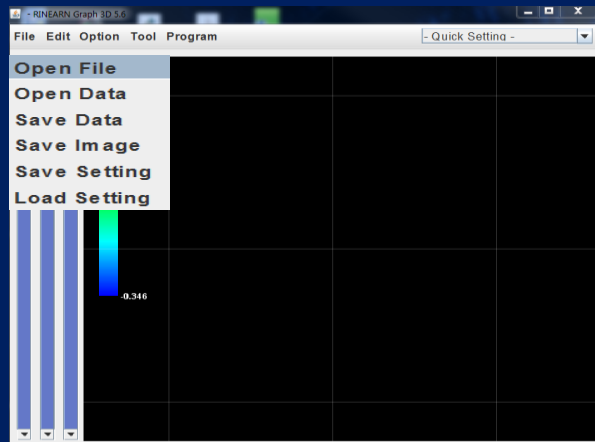 - RINEARN Graph 3D 5.6
File Edit Option Tool Program
- Quick Setting -
Open File
Open Data
Save Data
Save Image
Save Setting
Load Setting
-0.346